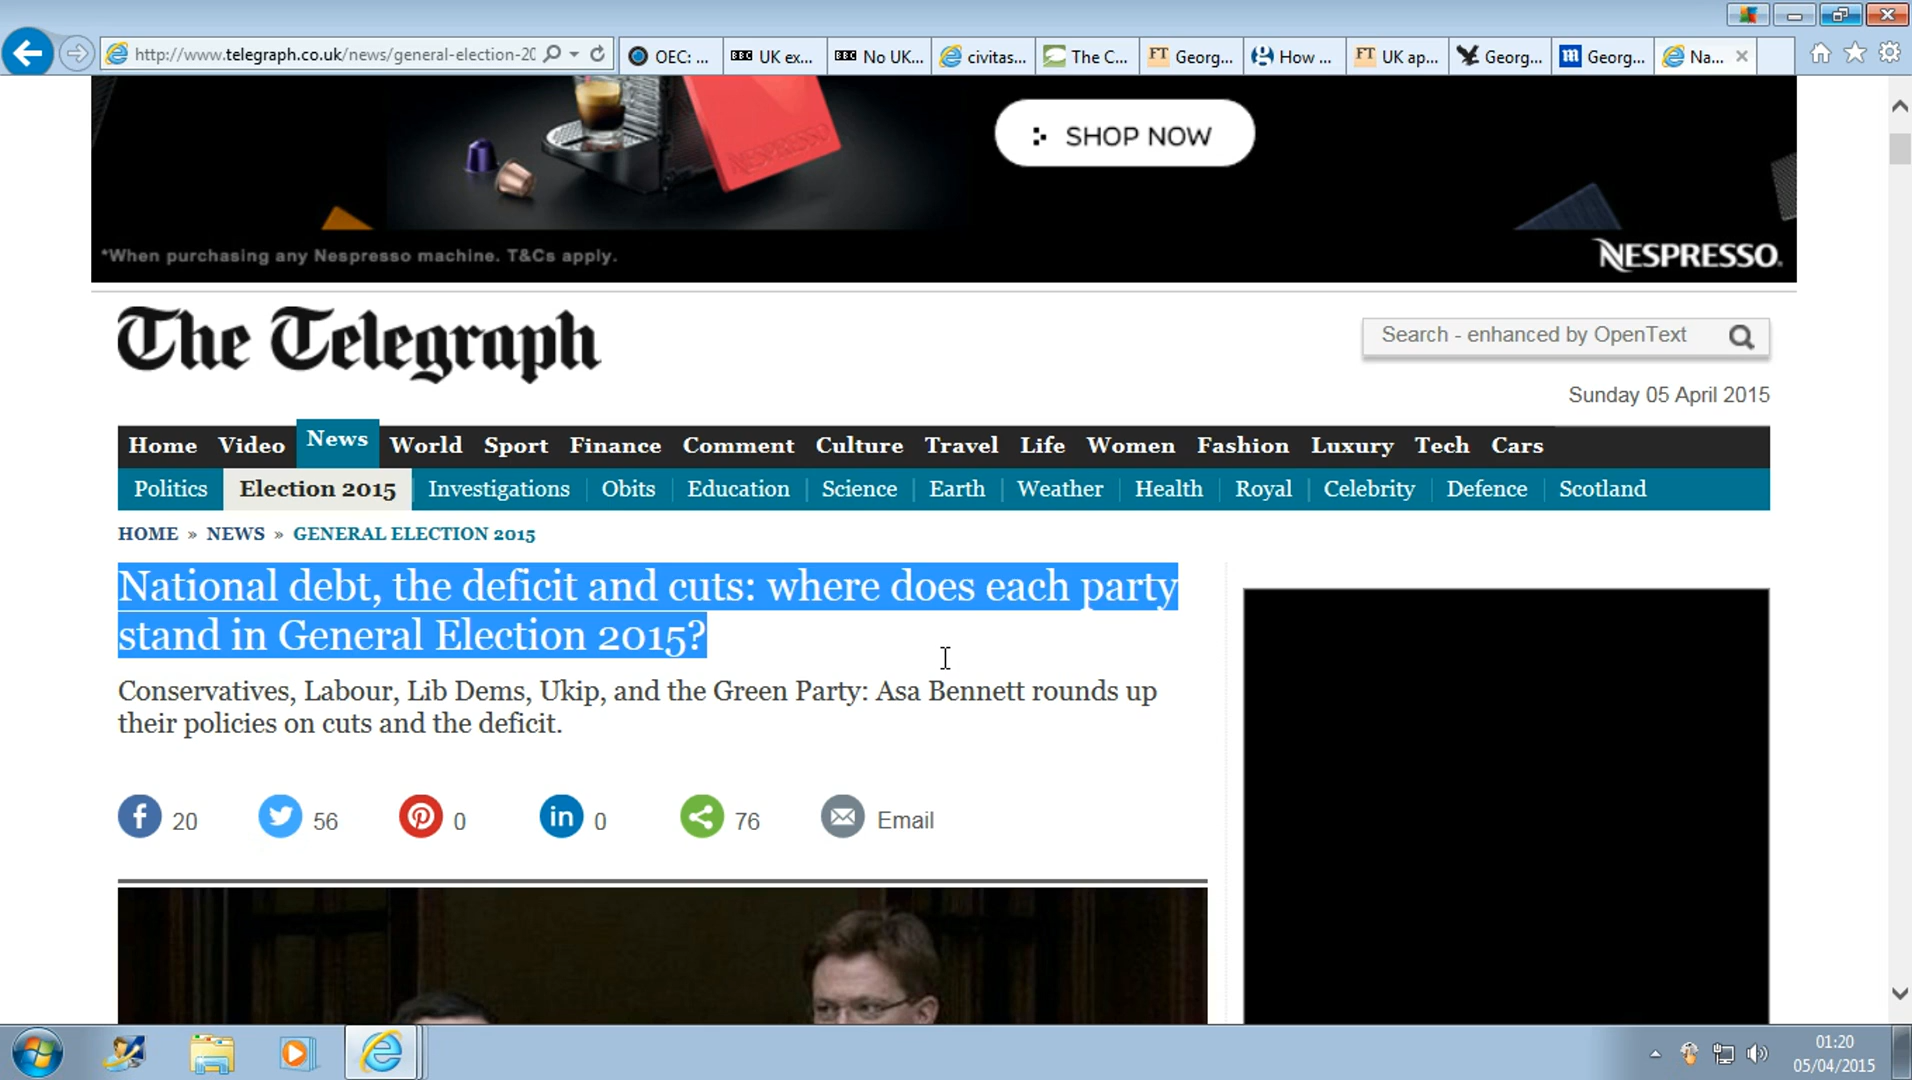 http://www.telegraph.co.uk/news/general-election-20
OEC: ...
BBC UK ex...
BBC No UK...
civitas...
The C...
FT Georg...
How ...
FT UK ap...
Georg...
m Georg...
Na...
SHOP NOW
*When purchasing any Nespresso machine. T&Cs apply.
NESPRESSO.
The Telegraph
Search - enhanced by OpenText
Sunday 05 April 2015
Home Video News World Sport Finance Comment Culture Travel Life Women Fashion Luxury Tech Cars
Politics Election 2015 Investigations Obits Education Science Earth Weather Health Royal Celebrity Defence Scotland
HOME » NEWS » GENERAL ELECTION 2015
National debt, the deficit and cuts: where does each party
stand in General Election 2015?
Conservatives, Labour, Lib Dems, Ukip, and the Green Party: Asa Bennett rounds up
their policies on cuts and the deficit.
f 20 56 0 in 0 76 Email
01:20
05/04/2015